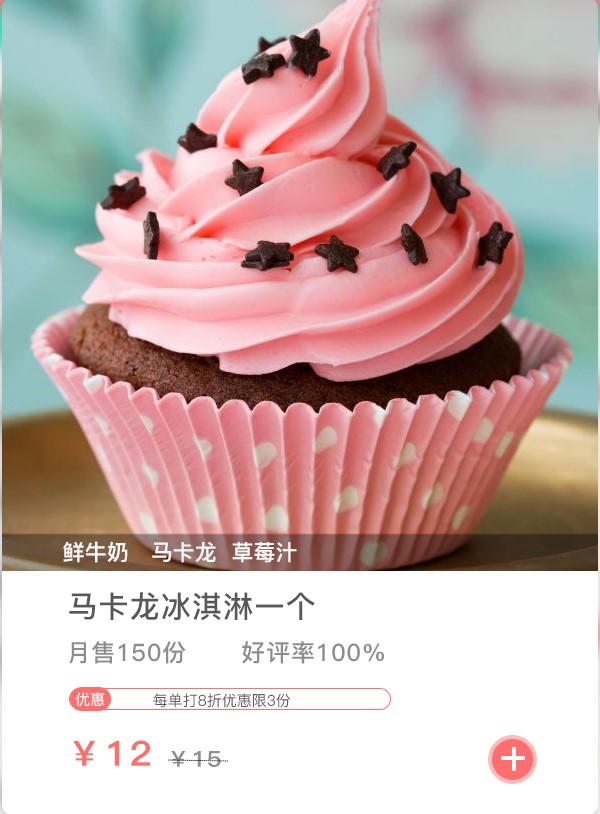 鲜牛奶 马卡龙 草莓汁
马卡龙冰淇淋一个
月售150份 好评率100%
优惠 每单打8折优惠限3份
￥12 ￥15